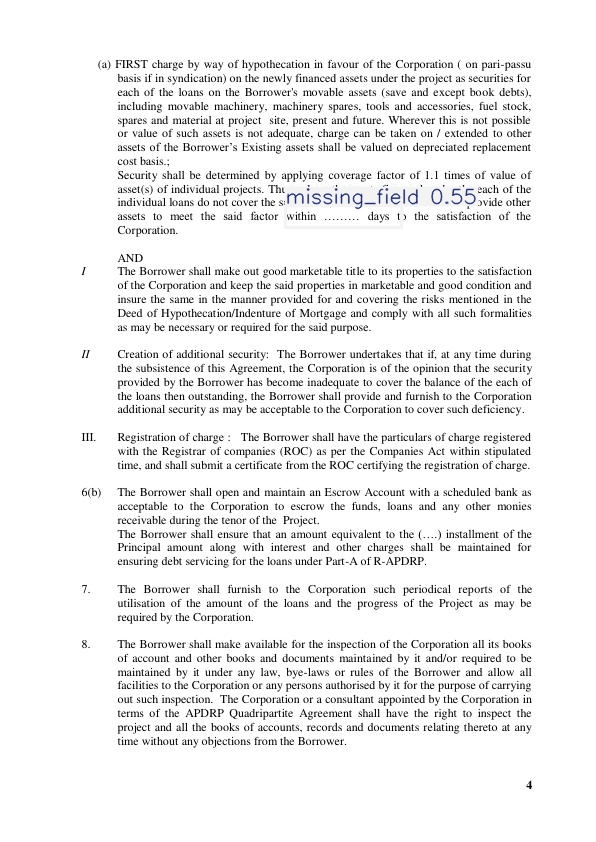 (a) FIRST charge by way of hypothecation in favour of the Corporation ( on pari-passu
basis if in syndication) on the newly financed assets under the project as securities for
each of the loans on the Borrower's movable assets (save and except book debts),
including movable machinery, machinery spares, tools and accessories, fuel stock,
spares and material at project site, present and future. Wherever this is not possible
or value of such assets is not adequate, charge can be taken on / extended to other
assets of the Borrower's Existing assets shall be valued on depreciated replacement
cost basis.;
Security shall be determined by applying coverage factor of 1.1 times of value of
asset(s) of individual projects. each of the
missing_field 0.55
individual loans do not cover the other
assets to meet the said factor within ……… days the satisfaction of the
Corporation.
AND
I The Borrower shall make out good marketable title to its properties to the satisfaction
of the Corporation and keep the said properties in marketable and good condition and
insure the same in the manner provided for and covering the risks mentioned in the
Deed of Hypothecation/Indenture of Mortgage and comply with all such formalities
as may be necessary or required for the said purpose.
II Creation of additional security: The Borrower undertakes that if, at any time during
the subsistence of this Agreement, the Corporation is of the opinion that the security
provided by the Borrower has become inadequate to cover the balance of the each of
the loans then outstanding, the Borrower shall provide and furnish to the Corporation
additional security as may be acceptable to the Corporation to cover such deficiency.
III. Registration of charge : The Borrower shall have the particulars of charge registered
with the Registrar of companies (ROC) as per the Companies Act within stipulated
time, and shall submit a certificate from the ROC certifying the registration of charge.
6(b) The Borrower shall open and maintain an Escrow Account with a scheduled bank as
acceptable to the Corporation to escrow the funds, loans and any other monies
receivable during the tenor of the Project.
The Borrower shall ensure that an amount equivalent to the (….) installment of the
Principal amount along with interest and other charges shall be maintained for
ensuring debt servicing for the loans under Part-A of R-APDRP.
7. The Borrower shall furnish to the Corporation such periodical reports of the
utilisation of the amount of the loans and the progress of the Project as may be
required by the Corporation.
8. The Borrower shall make available for the inspection of the Corporation all its books
of account and other books and documents maintained by it and/or required to be
maintained by it under any law, bye-laws or rules of the Borrower and allow all
facilities to the Corporation or any persons authorised by it for the purpose of carrying
out such inspection. The Corporation or a consultant appointed by the Corporation in
terms of the APDRP Quadripartite Agreement shall have the right to inspect the
project and all the books of accounts, records and documents relating thereto at any
time without any objections from the Borrower.
4